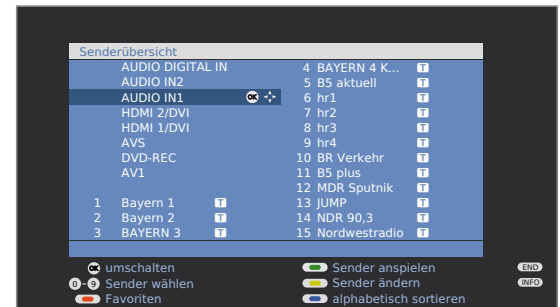 Senderübersicht
AUDIO DIGITAL IN
AUDIO IN2
AUDIO IN1 OK
HDMI 2/DVI
HDMI 1/DVI
AVS
DVD-REC
AV1
1 Bayern 1 T
2 Bayern 2 T
3 BAYERN 3 T
4 BAYERN 4 K... T
5 B5 aktuell T
6 hr1 T
7 hr2 T
8 hr3 T
9 hr4 T
10 BR Verkehr T
11 B5 plus T
12 MDR Sputnik T
13 JUMP T
14 NDR 90,3 T
15 Nordwestradio T
OK umschalten
0-9 Sender wählen
Favoriten
Sender anspielen
Sender ändern
alphabetisch sortieren
END
INFO